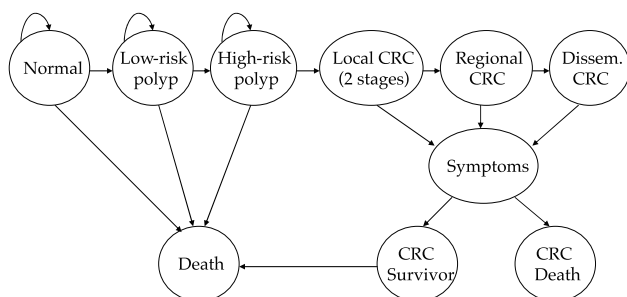 Normal
Low-risk
polyp
High-risk
polyp
Local CRC
(2 stages)
Regional
CRC
Dissem.
CRC
Symptoms
Death
CRC
Survivor
CRC
Death